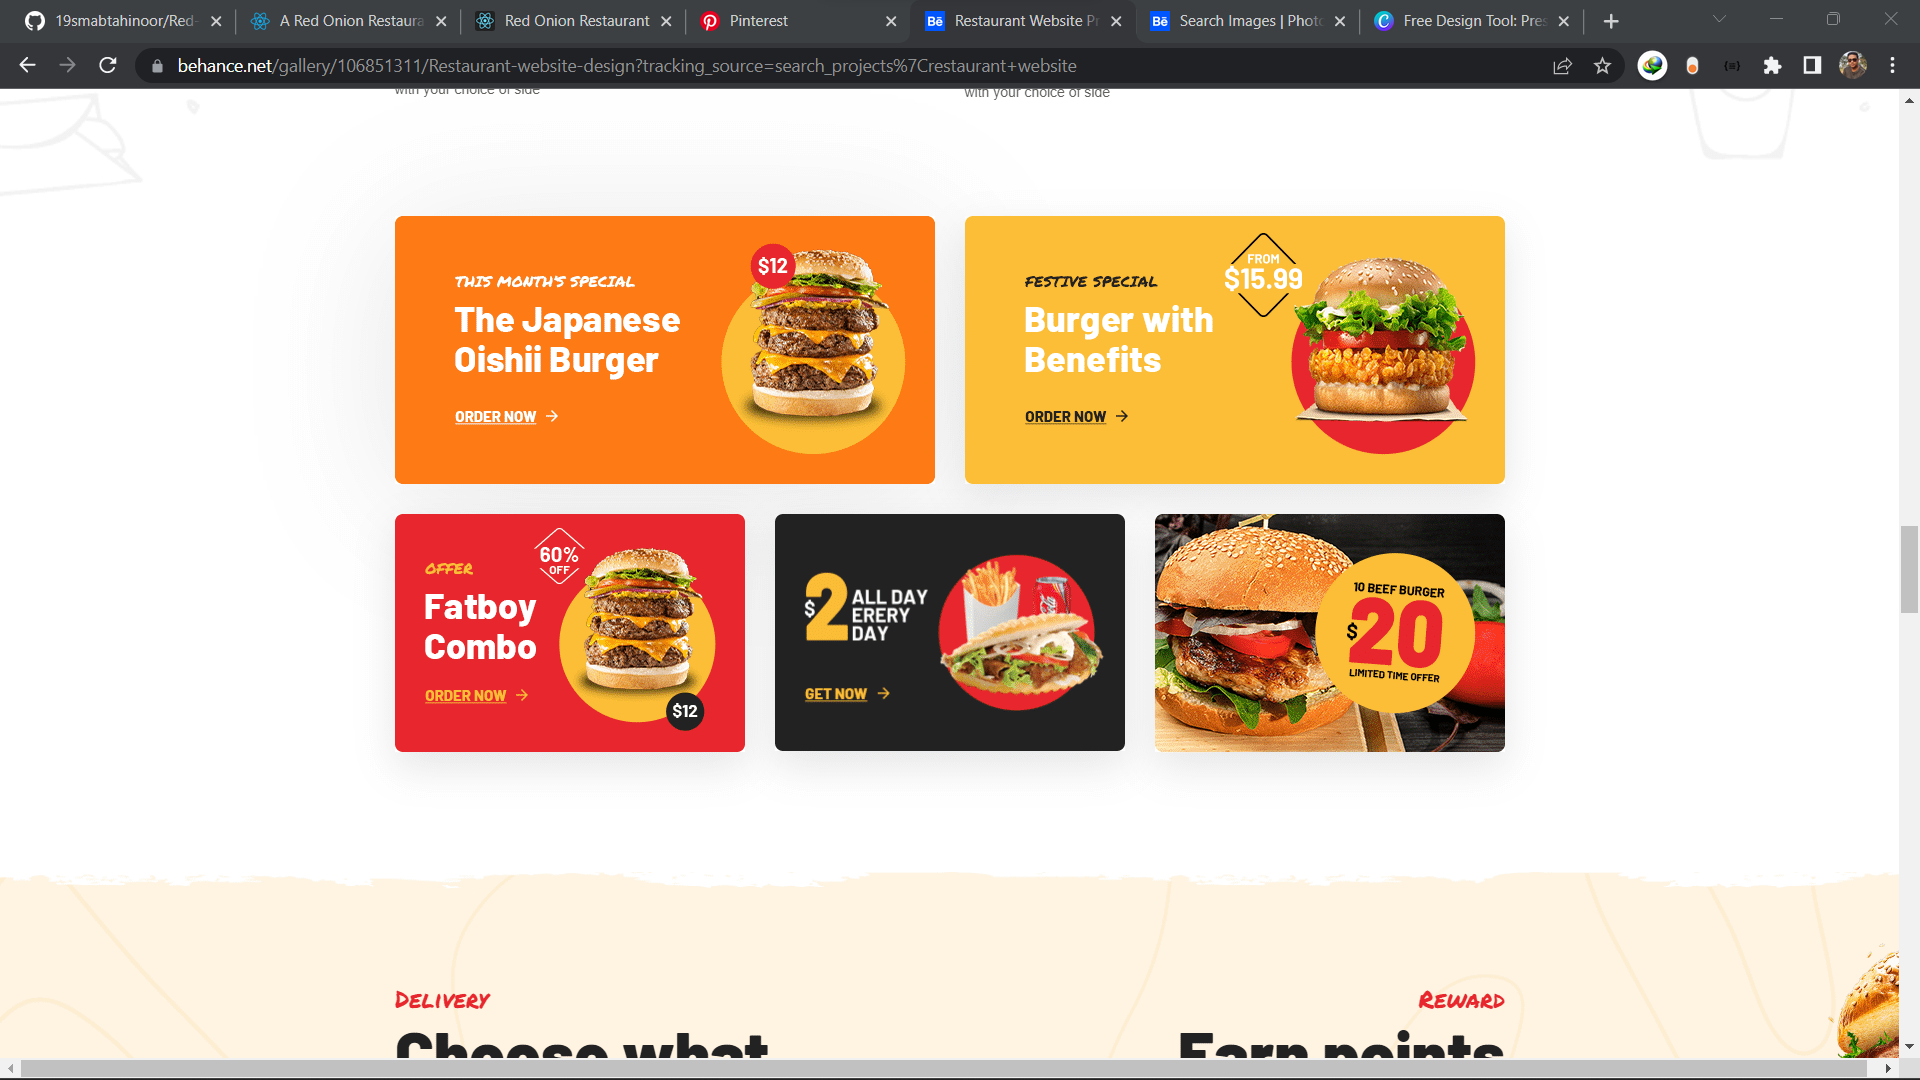 19smabtahinoor/Red-
A Red Onion Restaura
Red Onion Restaurant
Pinterest
Bē
Restaurant Website Pr
Bē
Search Images | Photo
C
Free Design Tool: Pres
behance.net/gallery/106851311/Restaurant-website-design?tracking_source=search_projects%7Crestaurant+website
with your choice of side
with your choice of side
THIS MONTH'S SPECIAL
The Japanese
Oishii Burger
ORDER NOW
$12
FESTIVE SPECIAL
Burger with
Benefits
ORDER NOW
FROM
$15.99
OFFER
Fatboy
Combo
ORDER NOW
60%
OFF
$12
$2 ALL DAY
ERERY
DAY
GET NOW
10 BEEF BURGER
$20
LIMITED TIME OFFER
DELIVERY
Choose what
REWARD
Earn points